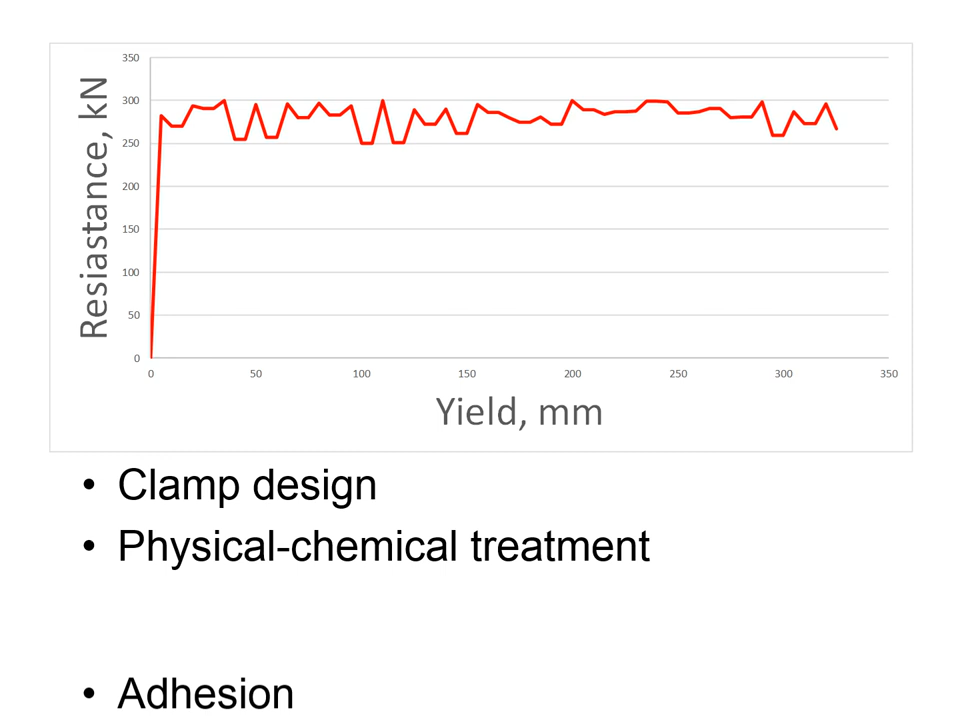 350
300
250
200
150
100
50
0
Resiastance, kN
0 50 100 150 200 250 300 350
Yield, mm
• Clamp design
• Physical-chemical treatment
• Adhesion